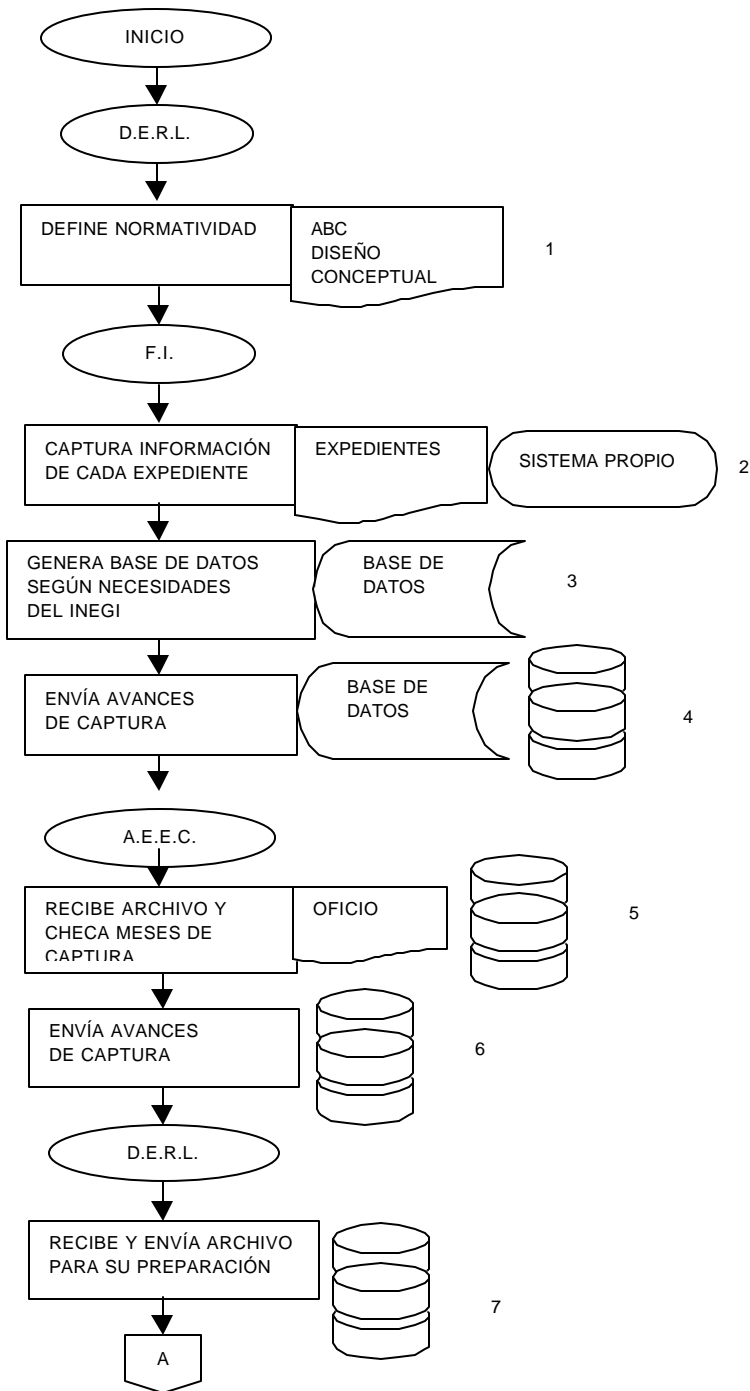 INICIO
D.E.R.L.
DEFINE NORMATIVIDAD
ABC
DISEÑO
CONCEPTUAL
1
F.I.
CAPTURA INFORMACIÓN
DE CADA EXPEDIENTE
EXPEDIENTES
SISTEMA PROPIO
2
GENERA BASE DE DATOS
SEGÚN NECESIDADES
DEL INEGI
BASE DE
DATOS
3
ENVÍA AVANCES
DE CAPTURA
BASE DE
DATOS
4
A.E.E.C.
RECIBE ARCHIVO Y
CHECA MESES DE
CAPTURA
OFICIO
5
ENVÍA AVANCES
DE CAPTURA
6
D.E.R.L.
RECIBE Y ENVÍA ARCHIVO
PARA SU PREPARACIÓN
7
A